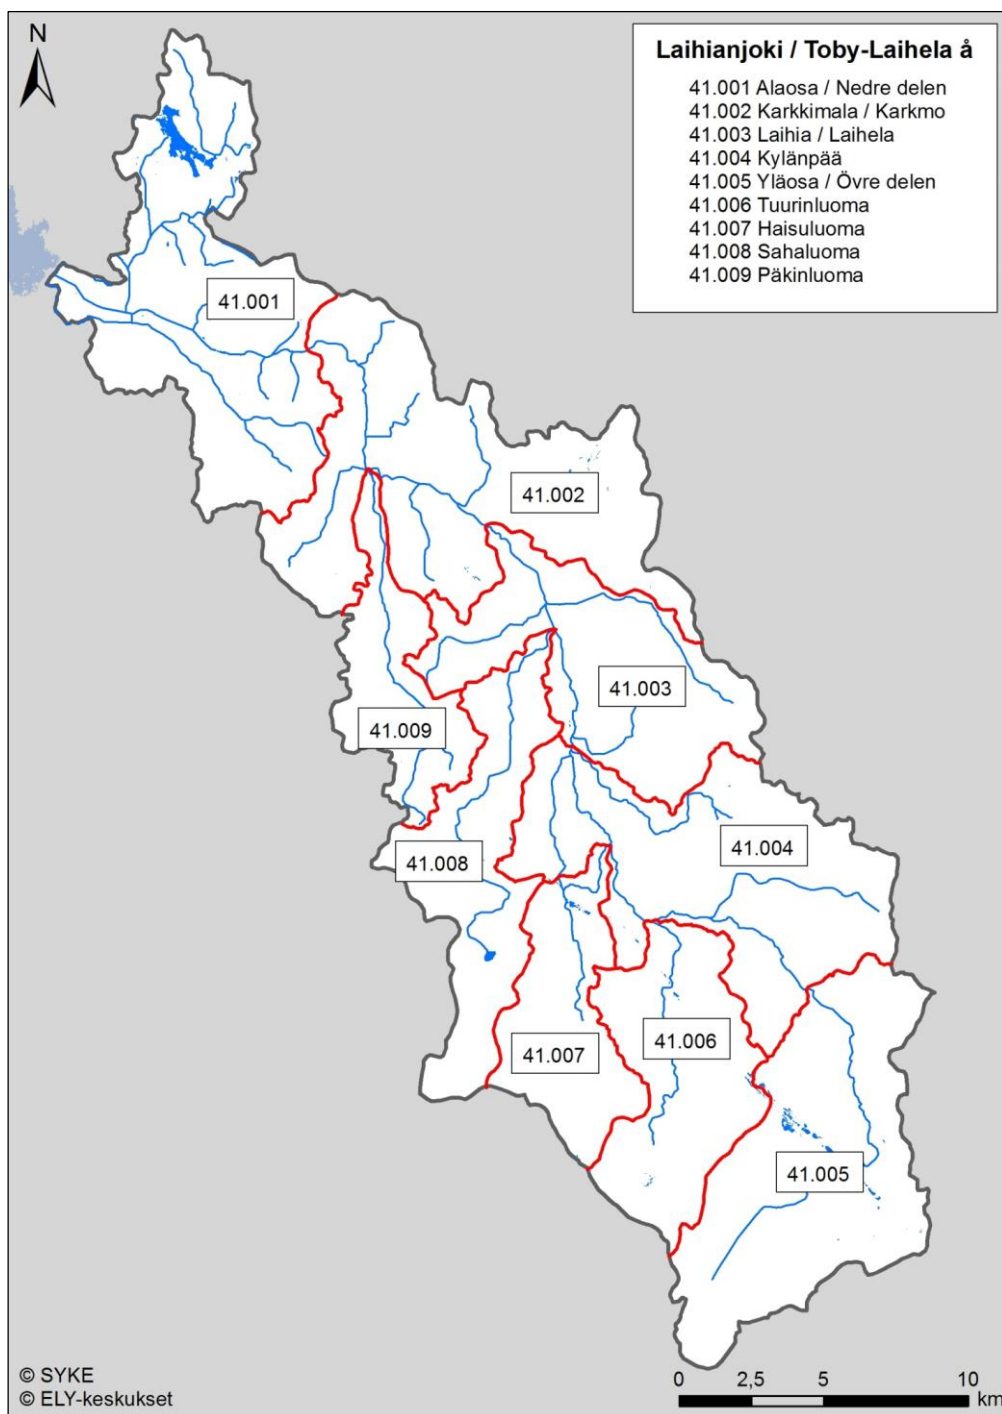 N
Laihianjoki / Toby-Laihela å
41.001 Alaosa / Nedre delen
41.002 Karkkimala / Karkmo
41.003 Laihia / Laihela
41.004 Kylänpää
41.005 Yläosa / Övre delen
41.006 Tuurinluoma
41.007 Haisuluoma
41.008 Sahaluoma
41.009 Päkinluoma
41.001
41.002
41.003
41.009
41.004
41.008
41.006
41.007
41.005
© SYKE
© ELY-keskukset
0 2,5 5 10
km